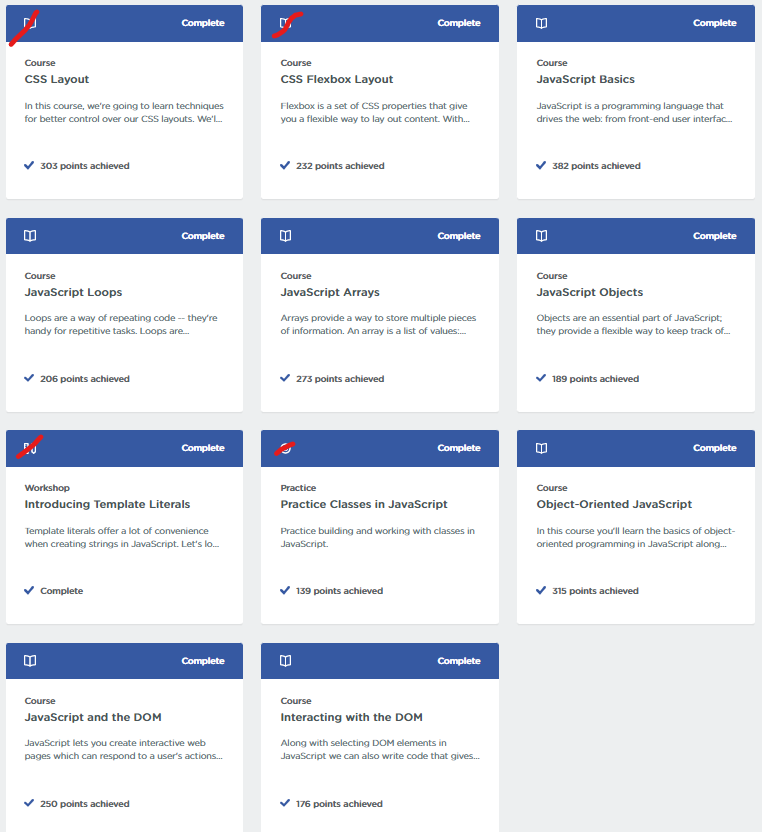 Complete
Course
CSS Layout
In this course, we're going to learn techniques
for better control over our CSS layouts. We'l...
303 points achieved
Complete
Course
CSS Flexbox Layout
Flexbox is a set of CSS properties that give
you a flexible way to lay out content. With...
232 points achieved
Complete
Course
JavaScript Basics
JavaScript is a programming language that
drives the web: from front-end user interfac...
382 points achieved
Complete
Course
JavaScript Loops
Loops are a way of repeating code -- they're
handy for repetitive tasks. Loops are...
206 points achieved
Complete
Course
JavaScript Arrays
Arrays provide a way to store multiple pieces
of information. An array is a list of values:...
273 points achieved
Complete
Course
JavaScript Objects
Objects are an essential part of JavaScript;
they provide a flexible way to keep track of...
189 points achieved
Complete
Workshop
Introducing Template Literals
Template literals offer a lot of convenience
when creating strings in JavaScript. Let's lo...
Complete
Complete
Practice
Practice Classes in JavaScript
Practice building and working with classes in
JavaScript.
139 points achieved
Complete
Course
Object-Oriented JavaScript
In this course you'll learn the basics of object-
oriented programming in JavaScript along...
315 points achieved
Complete
Course
JavaScript and the DOM
JavaScript lets you create interactive web
pages which can respond to a user's actions...
250 points achieved
Complete
Course
Interacting with the DOM
Along with selecting DOM elements in
JavaScript we can also write code that gives...
176 points achieved